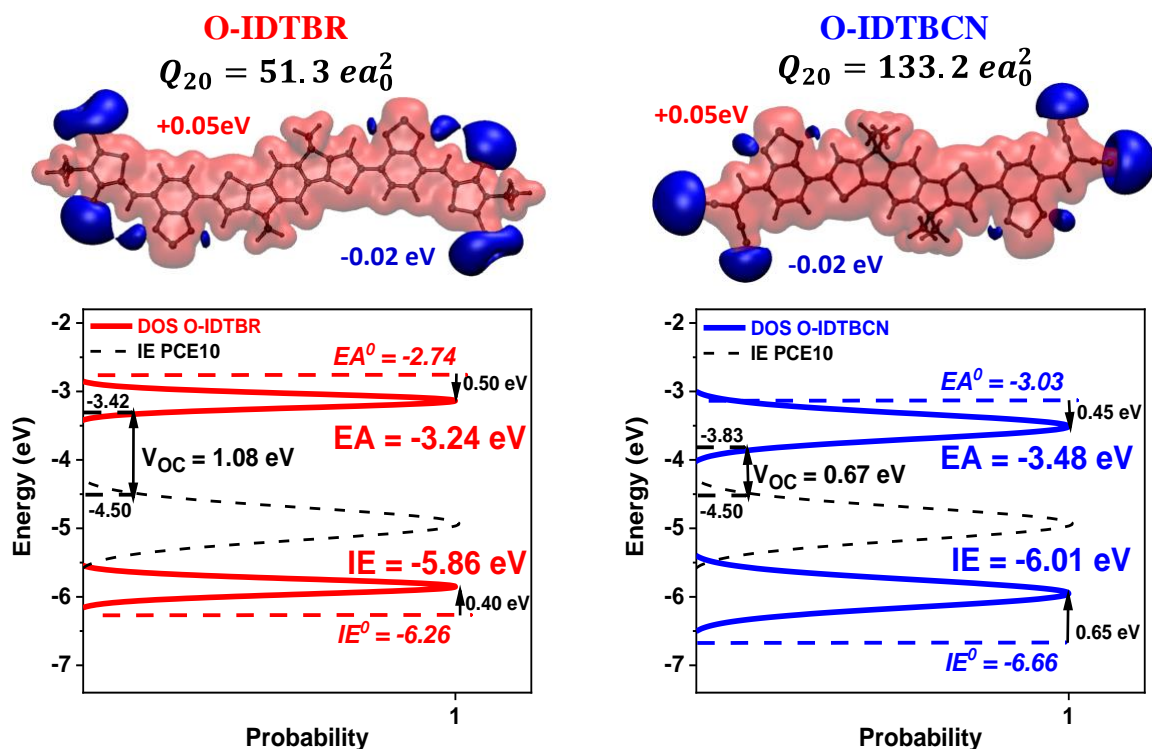 O-IDTBR
Q₂₀ = 51.3 ea₀²
+0.05eV
-0.02 eV
-2
-3
-4
-5
-6
-7
Energy (eV)
DOS O-IDTBR
IE PCE10
EA⁰ = -2.74
0.50 eV
-3.42
EA = -3.24 eV
V_OC = 1.08 eV
-4.50
IE = -5.86 eV
0.40 eV
IE⁰ = -6.26
1
Probability
O-IDTBCN
Q₂₀ = 133.2 ea₀²
+0.05eV
-0.02 eV
-2
-3
-4
-5
-6
-7
Energy (eV)
DOS O-IDTBCN
IE PCE10
EA⁰ = -3.03
0.45 eV
-3.83
EA = -3.48 eV
V_OC = 0.67 eV
-4.50
IE = -6.01 eV
0.65 eV
IE⁰ = -6.66
1
Probability